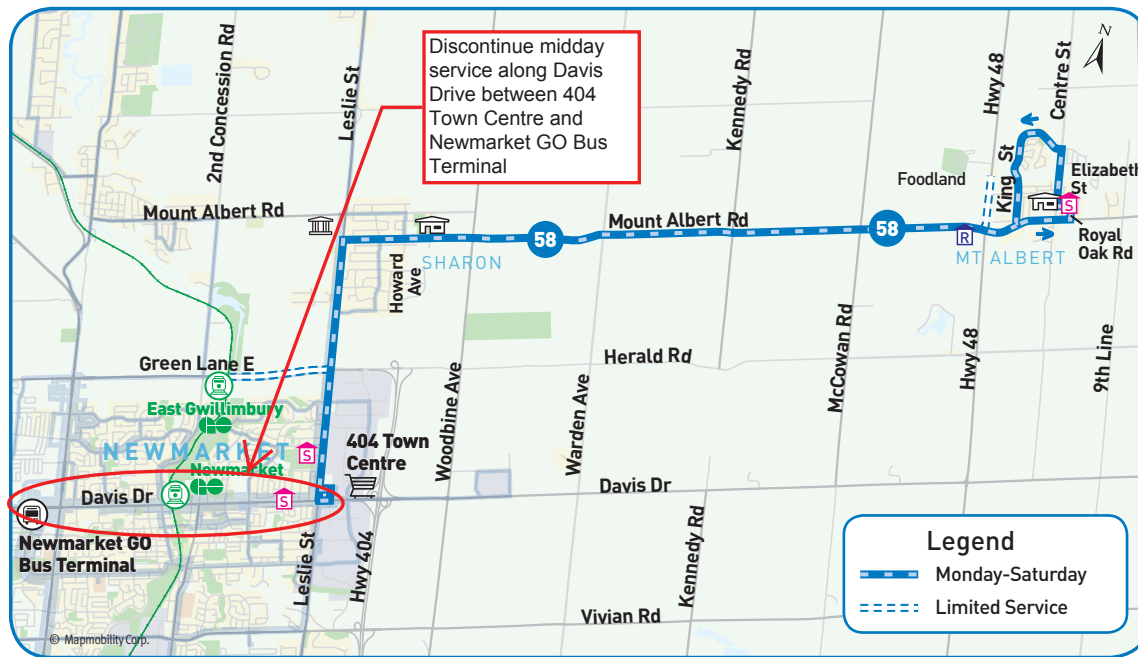 Discontinue midday
service along Davis
Drive between 404
Town Centre and
Newmarket GO Bus
Terminal
2nd Concession Rd
Leslie St
Kennedy Rd
Hwy 48
Centre St
N
Foodland
King St
Elizabeth
St
Mount Albert Rd
Mount Albert Rd
58
58
S
R
Royal
Oak Rd
SHARON
MT ALBERT
Howard
Ave
Green Lane E
Herald Rd
East Gwillimbury
Woodbine Ave
Warden Ave
McCowan Rd
Hwy 48
9th Line
NEWMARKET
S
404 Town
Centre
Newmarket
Davis Dr
S
Davis Dr
Newmarket GO
Bus Terminal
Leslie St
Hwy 404
Kennedy Rd
Vivian Rd
Legend
Monday-Saturday
Limited Service
© Mapmobility Corp.